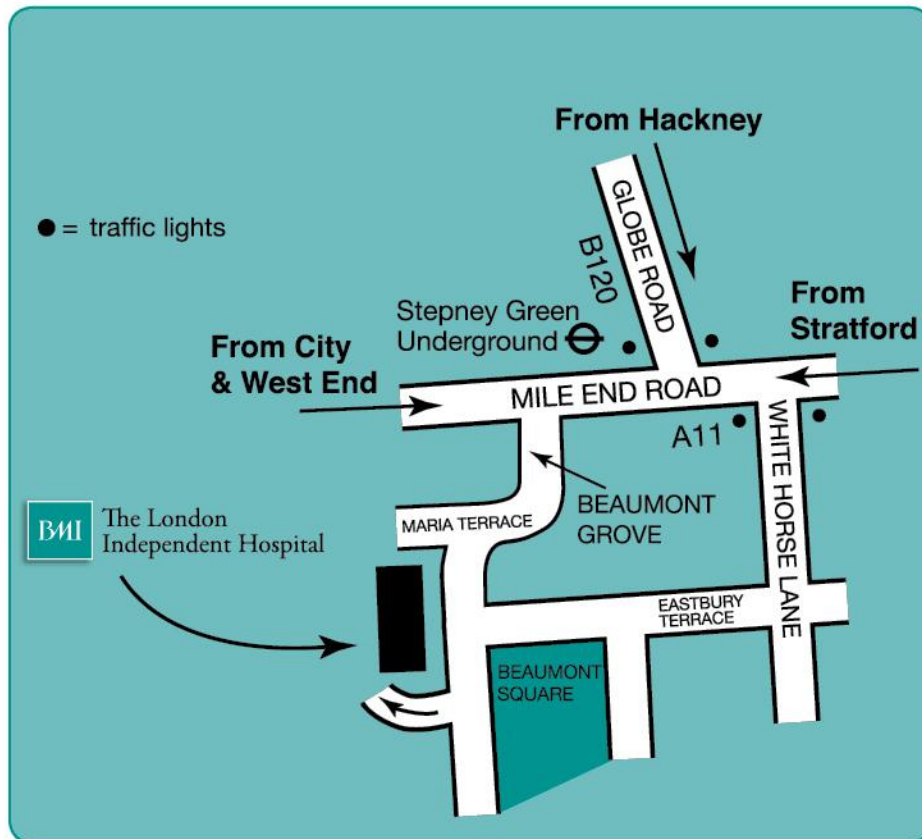 From Hackney
GLOBE ROAD
B120
● = traffic lights
From
Stratford
Stepney Green
Underground
From City
& West End
MILE END ROAD
A11
WHITE HORSE LANE
BEAUMONT
GROVE
MARIA TERRACE
BMI
The London
Independent Hospital
EASTBURY
TERRACE
BEAUMONT
SQUARE